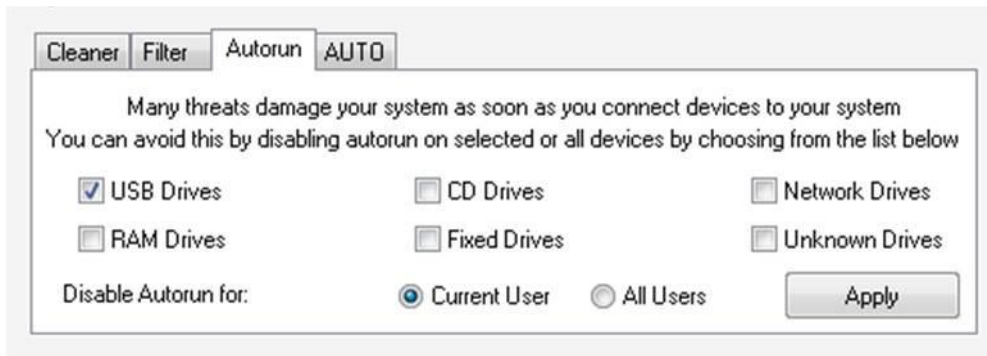 Cleaner Filter Autorun AUTO
Many threats damage your system as soon as you connect devices to your system
You can avoid this by disabling autorun on selected or all devices by choosing from the list below
USB Drives CD Drives Network Drives
RAM Drives Fixed Drives Unknown Drives
Disable Autorun for: Current User All Users Apply